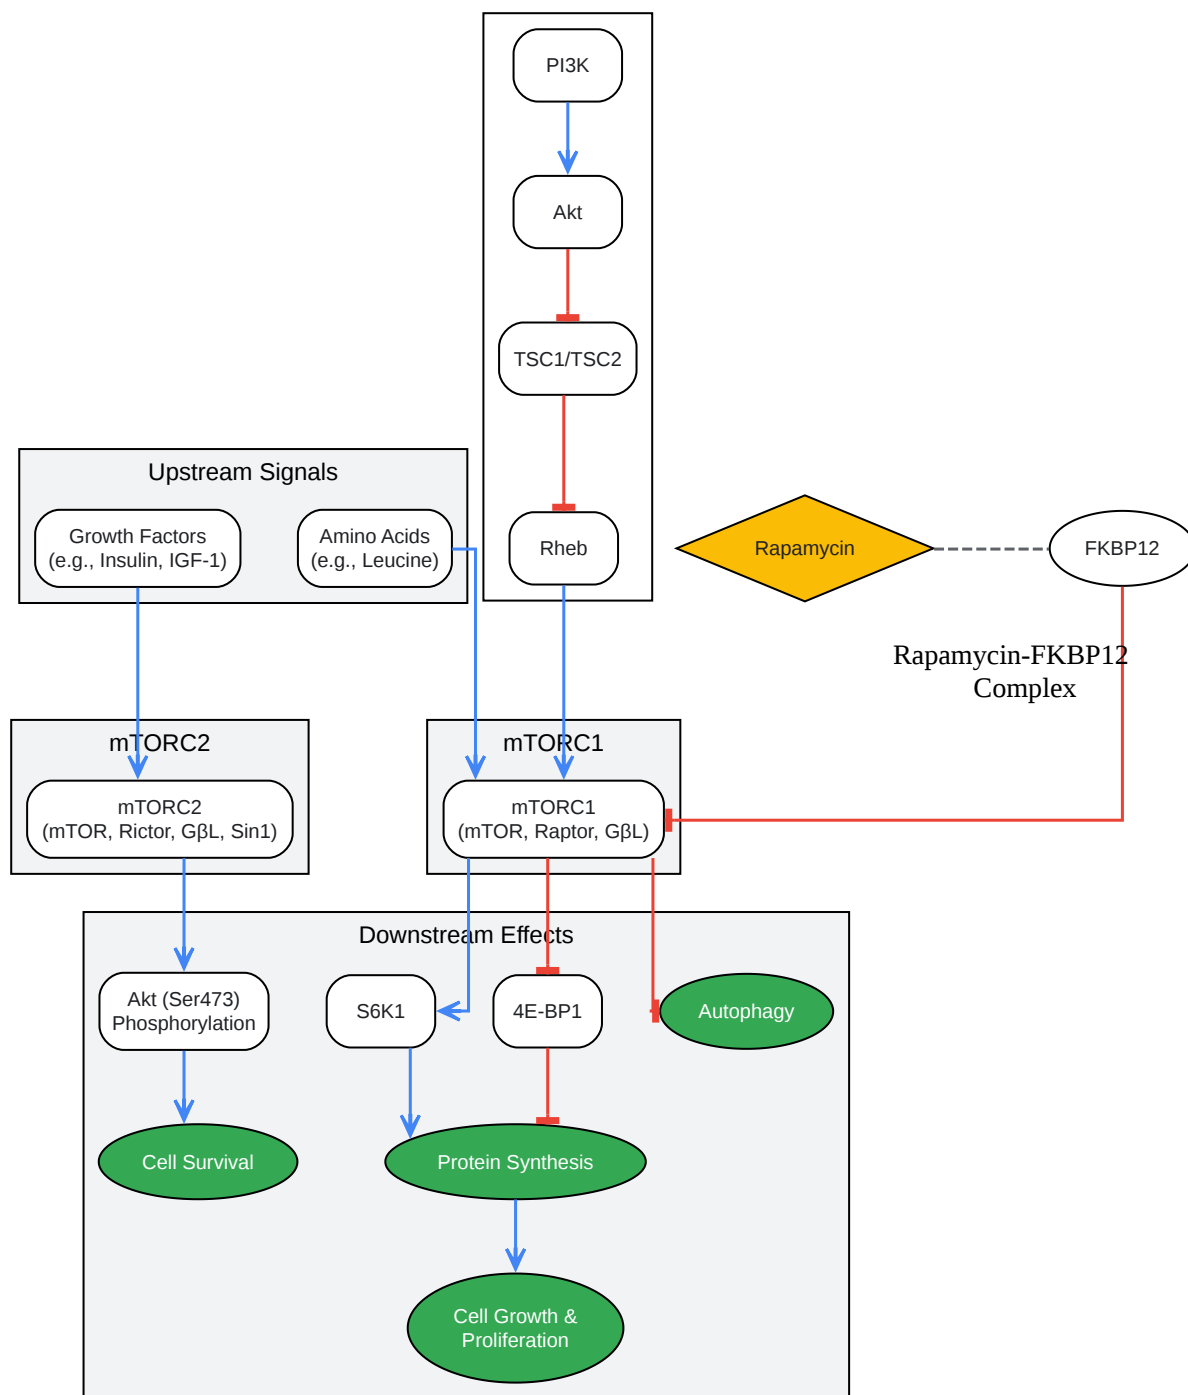 PI3K
Akt
TSC1/TSC2
Upstream Signals
Growth Factors
(e.g., Insulin, IGF-1)
Amino Acids
(e.g., Leucine)
Rheb
Rapamycin
FKBP12
Rapamycin-FKBP12
Complex
mTORC2
mTORC2
(mTOR, Rictor, GβL, Sin1)
mTORC1
mTORC1
(mTOR, Raptor, GβL)
Downstream Effects
Akt (Ser473)
Phosphorylation
S6K1
4E-BP1
Autophagy
Cell Survival
Protein Synthesis
Cell Growth &
Proliferation